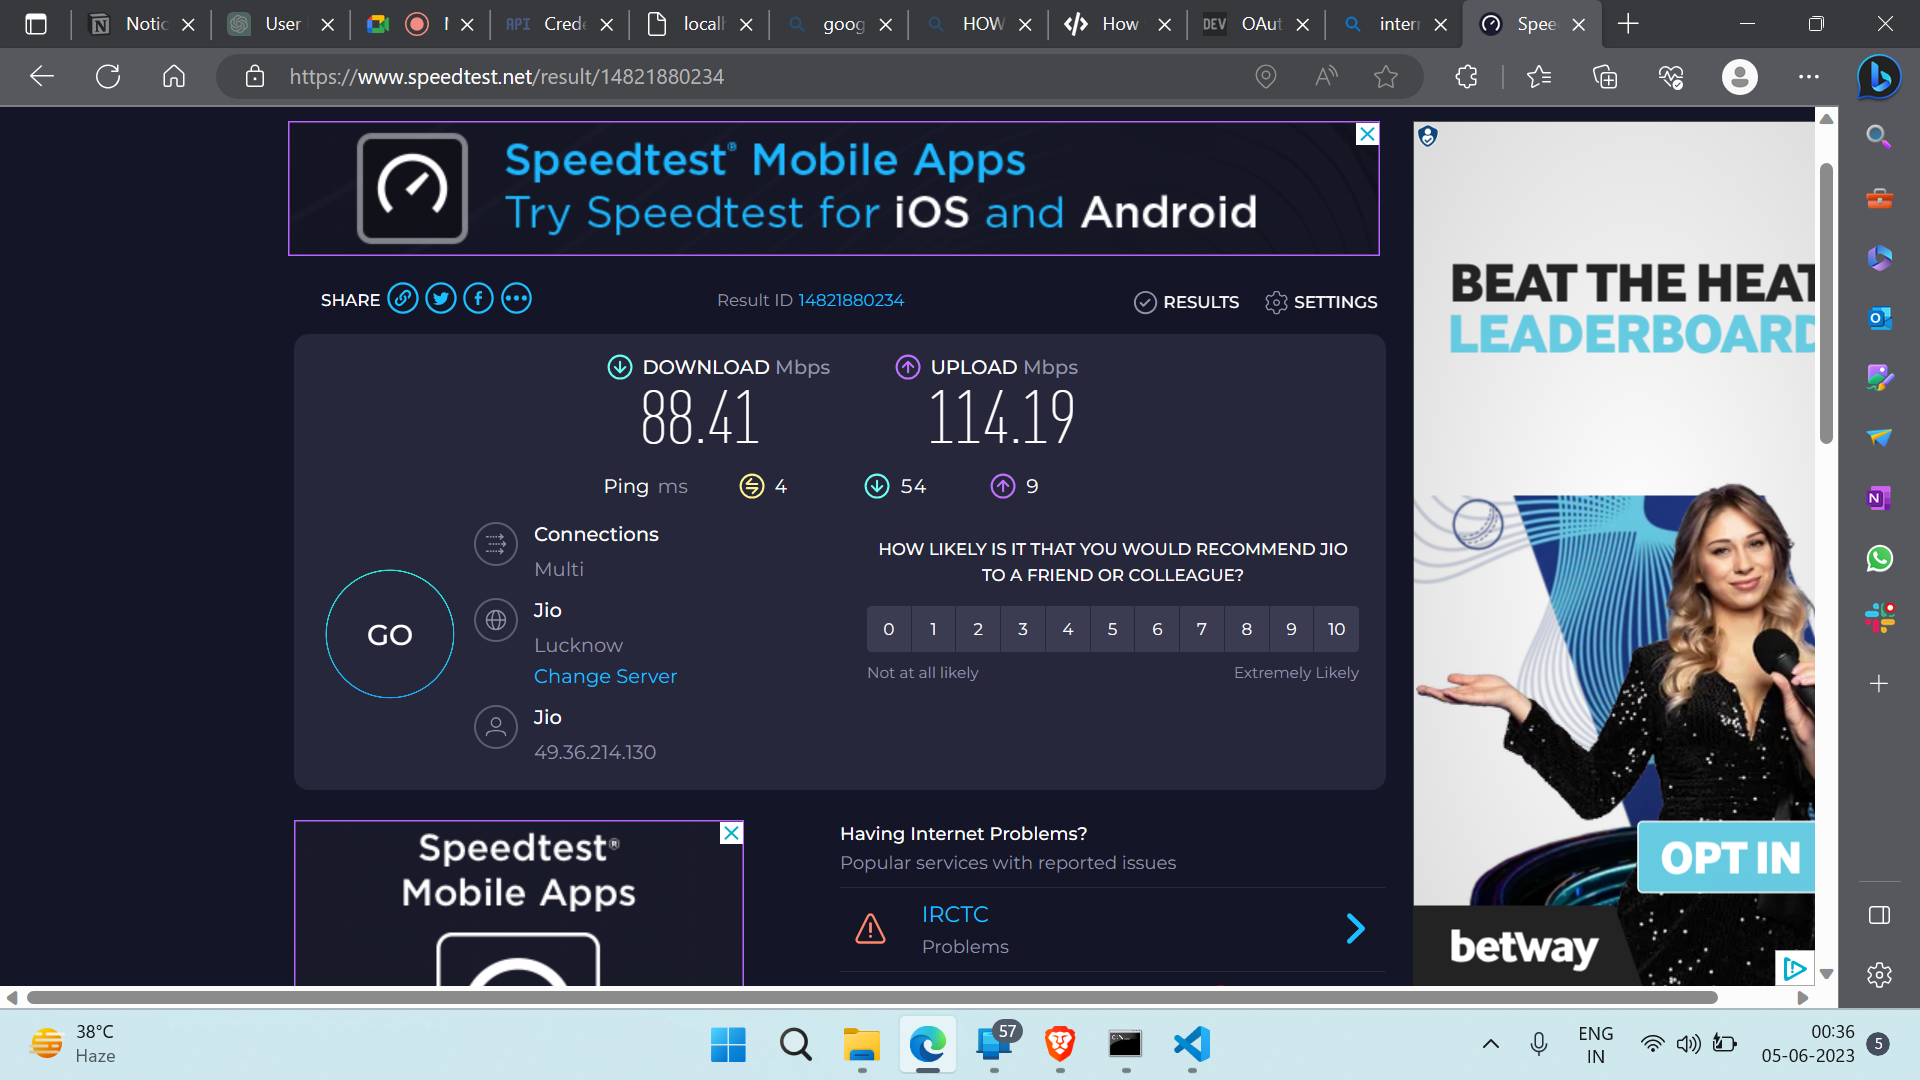 Notic
User
N
API Crede
localh
goog
HOW
How
DEV OAut
intern
Spee
https://www.speedtest.net/result/14821880234
Speedtest® Mobile Apps
Try Speedtest for iOS and Android
SHARE
Result ID 14821880234
RESULTS
SETTINGS
DOWNLOAD Mbps
88.41
UPLOAD Mbps
114.19
Ping ms 4 54 9
Connections
Multi
GO
Jio
Lucknow
Change Server
Jio
49.36.214.130
HOW LIKELY IS IT THAT YOU WOULD RECOMMEND JIO
TO A FRIEND OR COLLEAGUE?
0 1 2 3 4 5 6 7 8 9 10
Not at all likely Extremely Likely
Speedtest®
Mobile Apps
Having Internet Problems?
Popular services with reported issues
IRCTC
Problems
BEAT THE HEAT
LEADERBOARD
OPT IN
betway
38°C
Haze
57
ENG
IN
00:36
05-06-2023
5